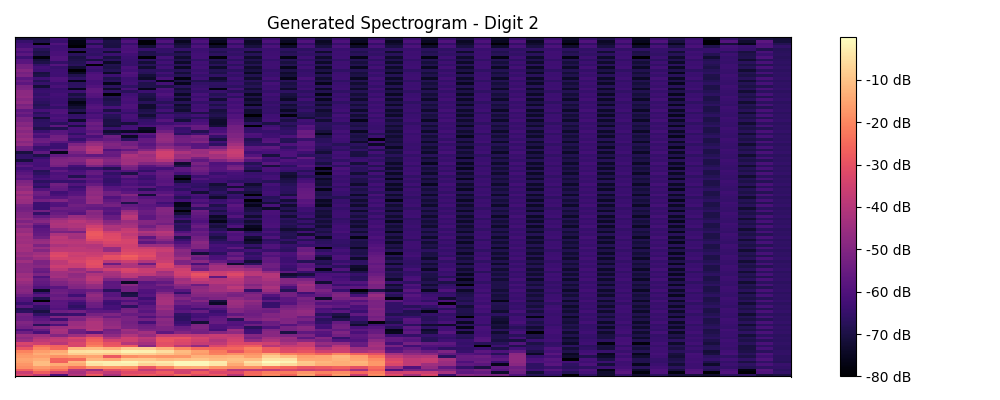 Generated Spectrogram - Digit 2
-10 dB
-20 dB
-30 dB
-40 dB
-50 dB
-60 dB
-70 dB
-80 dB